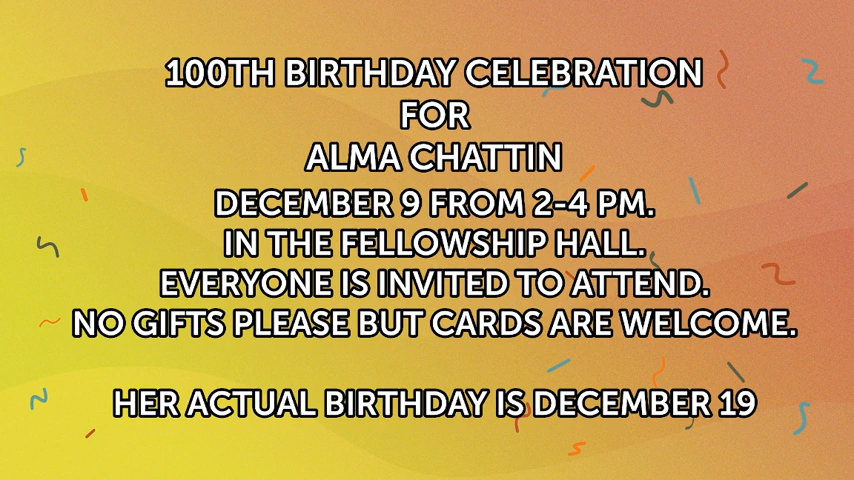 100TH BIRTHDAY CELEBRATION
FOR
ALMA CHATTIN
DECEMBER 9 FROM 2-4 PM.
IN THE FELLOWSHIP HALL.
EVERYONE IS INVITED TO ATTEND.
NO GIFTS PLEASE BUT CARDS ARE WELCOME.
HER ACTUAL BIRTHDAY IS DECEMBER 19